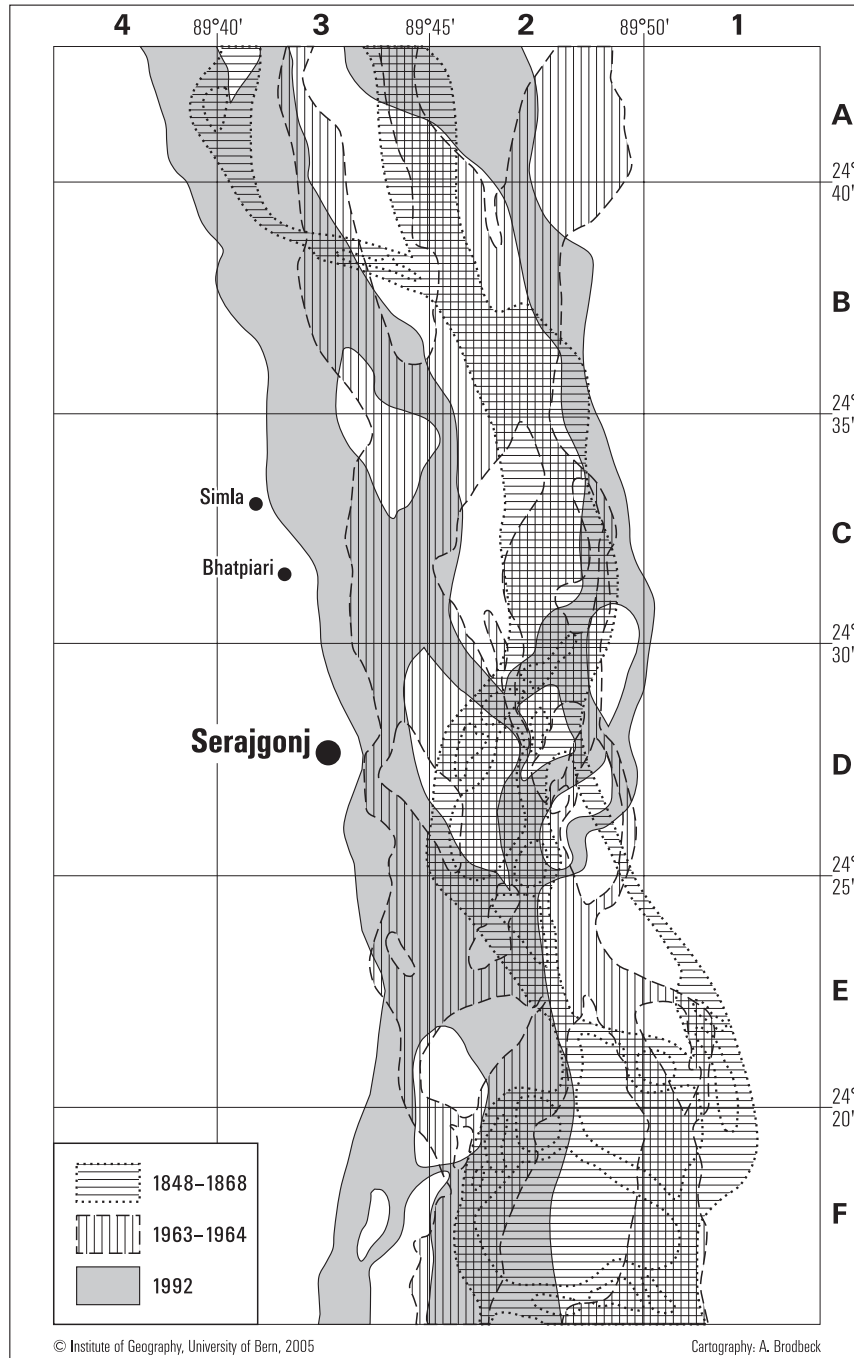 4 89°40' 3 89°45' 2 89°50' 1
A
24°
40'
B
24°
35'
Simla
C
Bhatpiari
24°
30'
Serajgonj
D
24°
25'
E
24°
20'
1848–1868
F
1963–1964
1992
© Institute of Geography, University of Bern, 2005 Cartography: A. Brodbeck